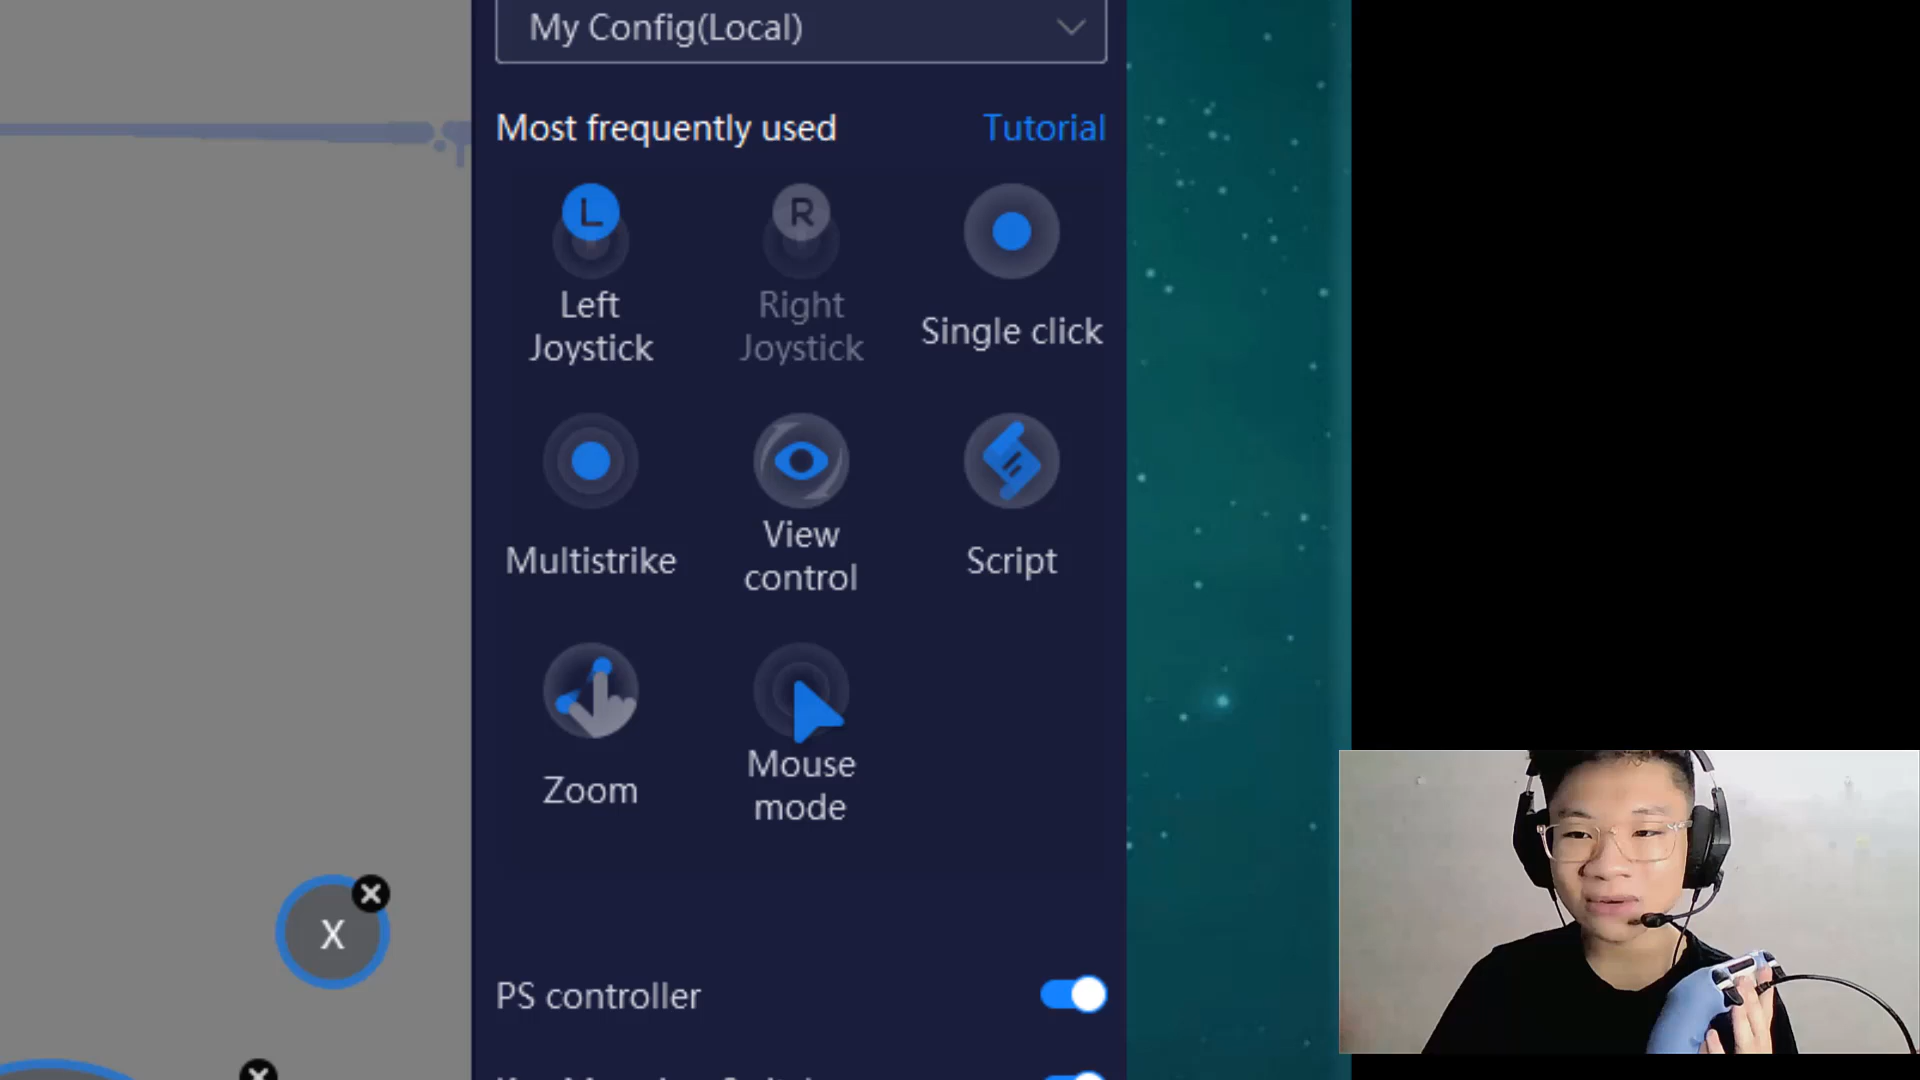 My Config(Local)
Most frequently used Tutorial
L R
Left
Joystick
Right
Joystick
Single click
Multistrike
View
control
Script
Zoom
Mouse
mode
X
PS controller